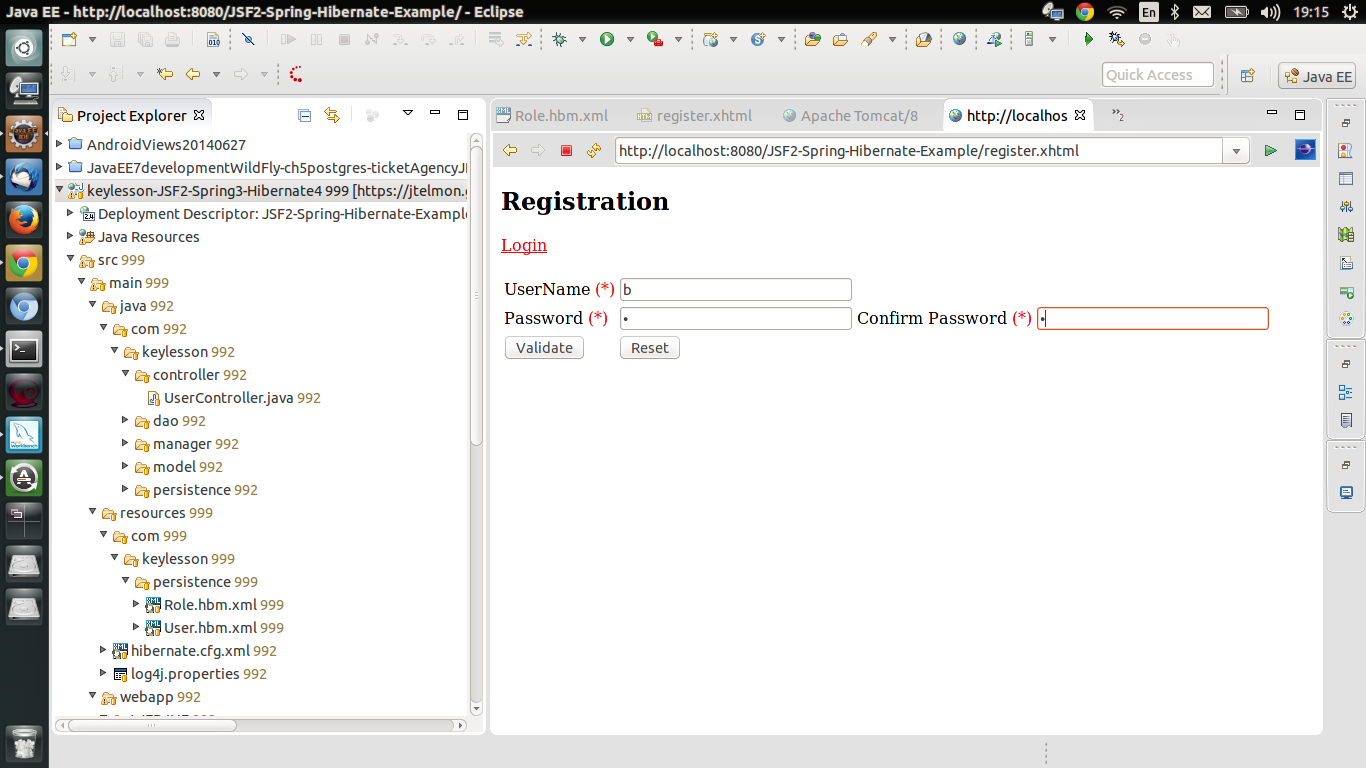 Java EE - http://localhost:8080/JSF2-Spring-Hibernate-Example/ - Eclipse
En
19:15
Quick Access
Java EE
Project Explorer
AndroidViews20140627
JavaEE7developmentWildFly-ch5postgres-ticketAgencyJ
keylesson-JSF2-Spring3-Hibernate4 999 [https://jtelmon.g
Deployment Descriptor: JSF2-Spring-Hibernate-Exampl
Java Resources
src 999
main 999
java 992
com 992
keylesson 992
controller 992
UserController.java 992
dao 992
manager 992
model 992
persistence 992
resources 999
com 999
keylesson 999
persistence 999
Role.hbm.xml 999
User.hbm.xml 999
hibernate.cfg.xml 992
log4j.properties 992
webapp 992
Role.hbm.xml
register.xhtml
Apache Tomcat/8
http://localhos
»2
http://localhost:8080/JSF2-Spring-Hibernate-Example/register.xhtml
Registration
Login
UserName (*) b
Password (*) • Confirm Password (*) •
Validate Reset